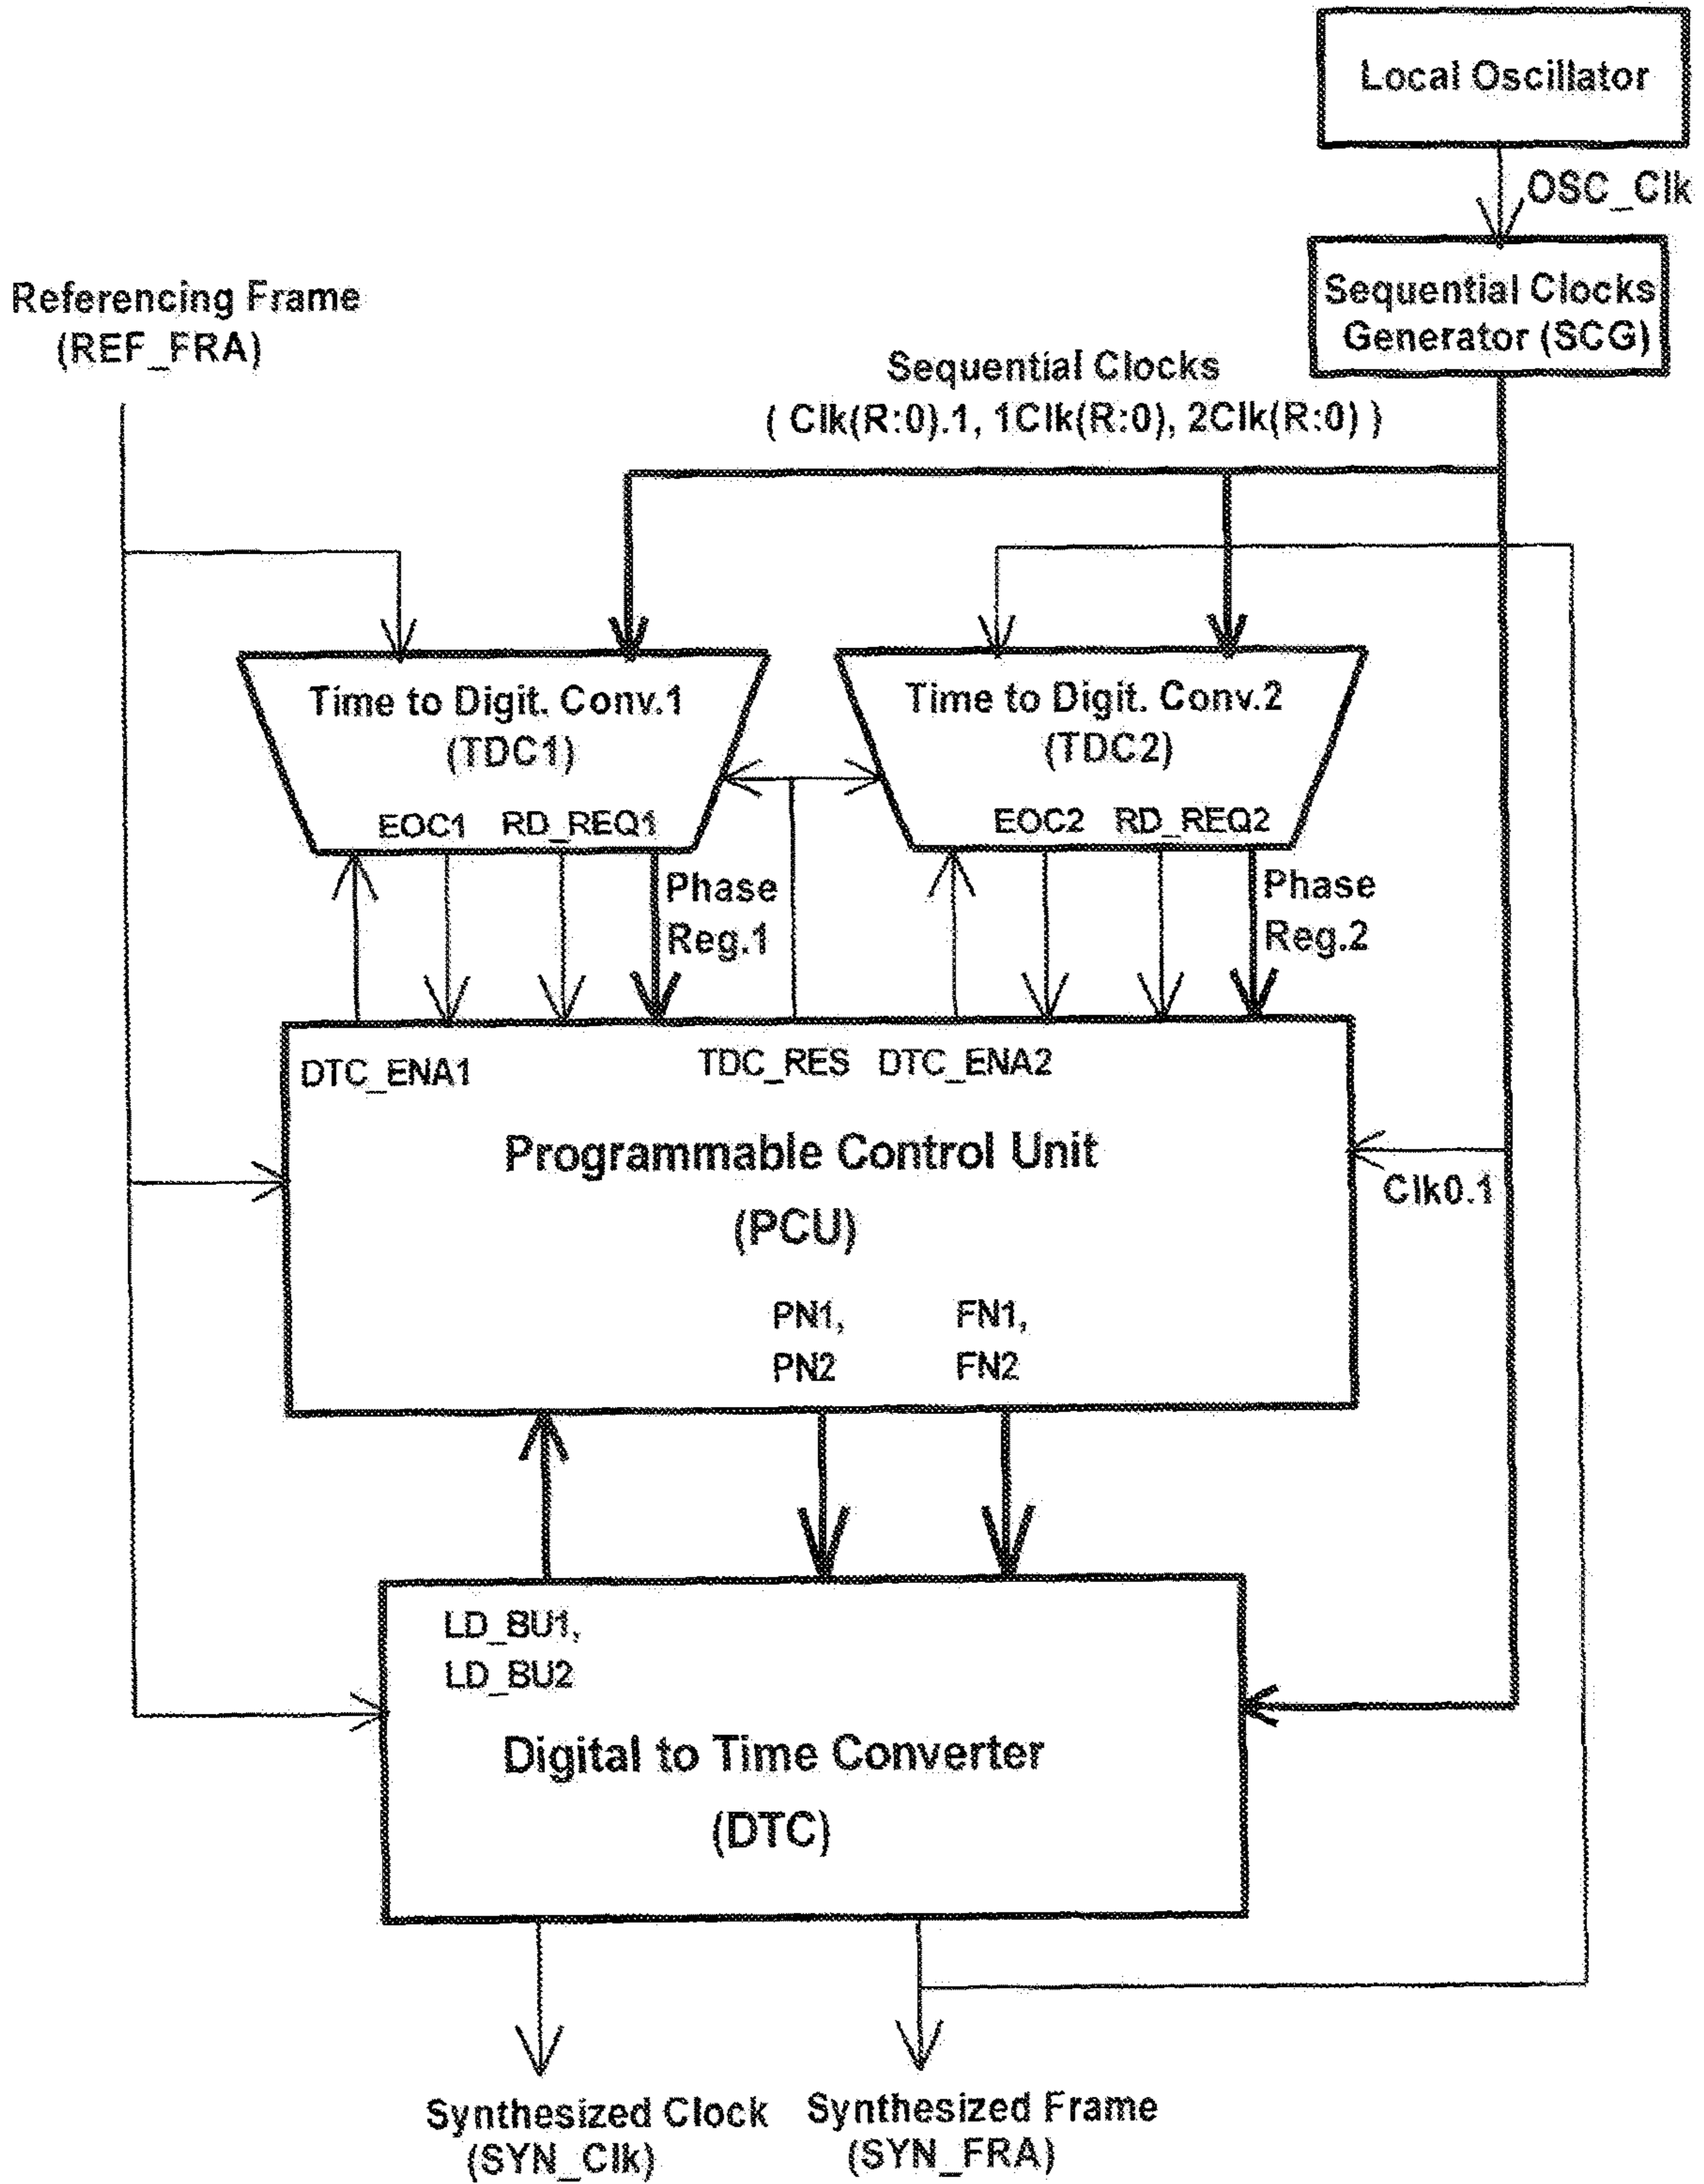 Local Oscillator
OSC_Clk
Sequential Clocks
Generator (SCG)
Referencing Frame
(REF_FRA)
Sequential Clocks
( Clk(R:0).1, 1Clk(R:0), 2Clk(R:0) )
Time to Digit. Conv.1
(TDC1)
EOC1 RD_REQ1
Time to Digit. Conv.2
(TDC2)
EOC2 RD_REQ2
Phase
Reg.1
Phase
Reg.2
DTC_ENA1 TDC_RES DTC_ENA2
Programmable Control Unit
(PCU)
Clk0.1
PN1, FN1,
PN2 FN2
LD_BU1,
LD_BU2
Digital to Time Converter
(DTC)
Synthesized Clock
(SYN_Clk)
Synthesized Frame
(SYN_FRA)